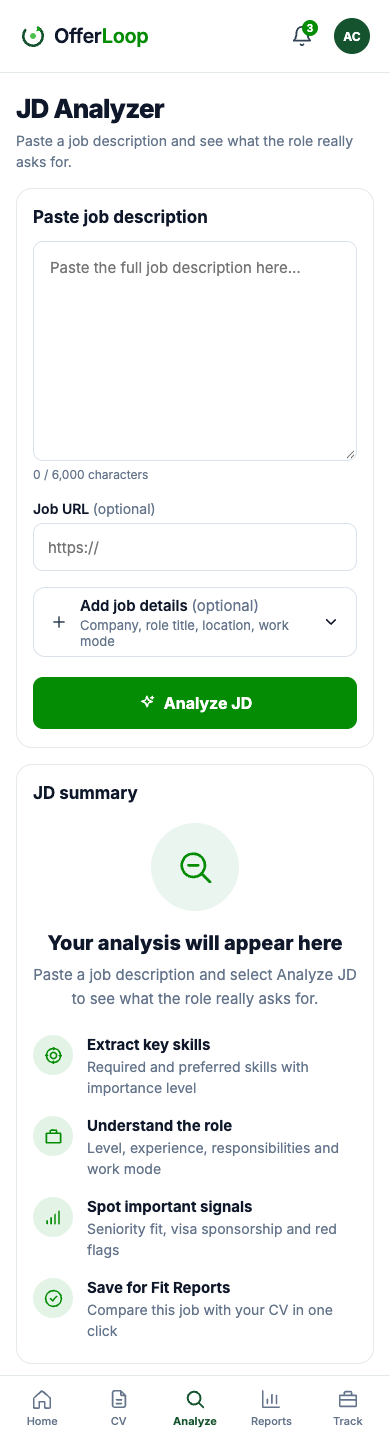 OfferLoop
3
AC
JD Analyzer
Paste a job description and see what the role really
asks for.
Paste job description
Paste the full job description here...
0 / 6,000 characters
Job URL (optional)
https://
Add job details (optional)
Company, role title, location, work
mode
Analyze JD
JD summary
Your analysis will appear here
Paste a job description and select Analyze JD
to see what the role really asks for.
Extract key skills
Required and preferred skills with
importance level
Understand the role
Level, experience, responsibilities and
work mode
Spot important signals
Seniority fit, visa sponsorship and red
flags
Save for Fit Reports
Compare this job with your CV in one
click
Home
CV
Analyze
Reports
Track